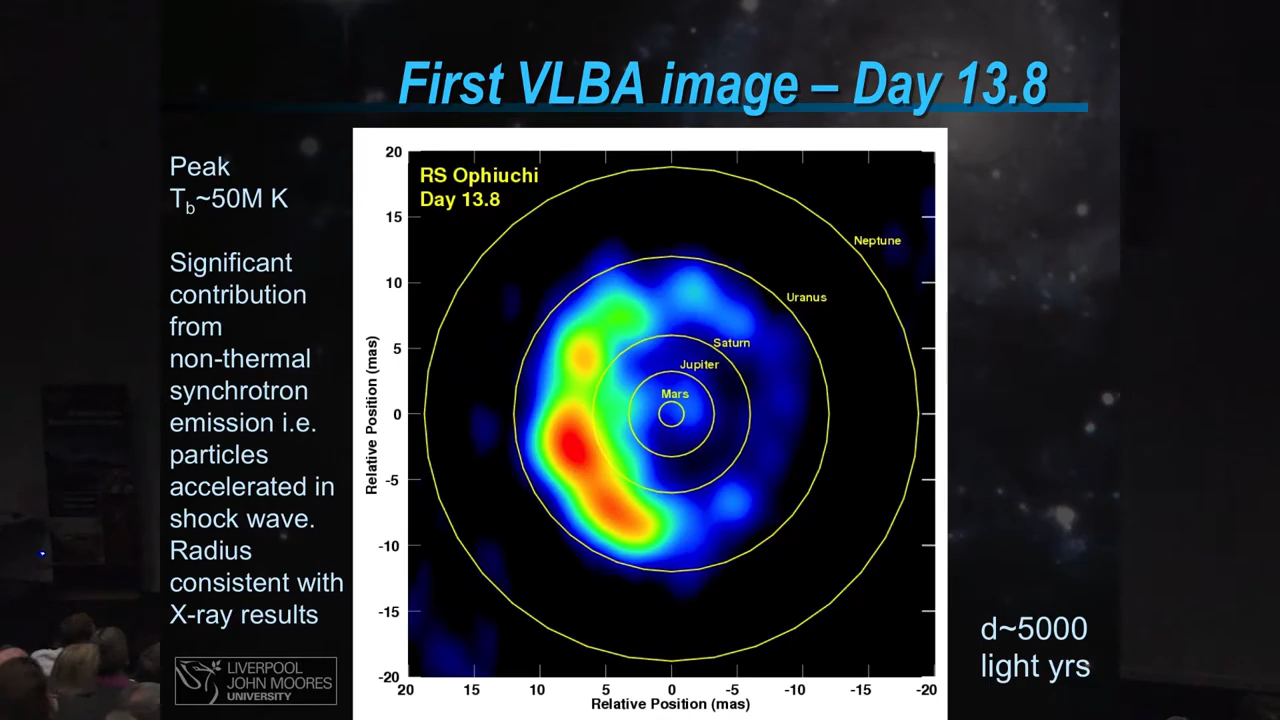 First VLBA image – Day 13.8
Peak
Tb~50M K
Significant
contribution
from
non-thermal
synchrotron
emission i.e.
particles
accelerated in
shock wave.
Radius
consistent with
X-ray results
LIVERPOOL
JOHN MOORES
UNIVERSITY
RS Ophiuchi
Day 13.8
Neptune
Uranus
Saturn
Jupiter
Mars
20
15
10
5
0
-5
-10
-15
-20
Relative Position (mas)
20 15 10 5 0 -5 -10 -15 -20
Relative Position (mas)
d~5000
light yrs